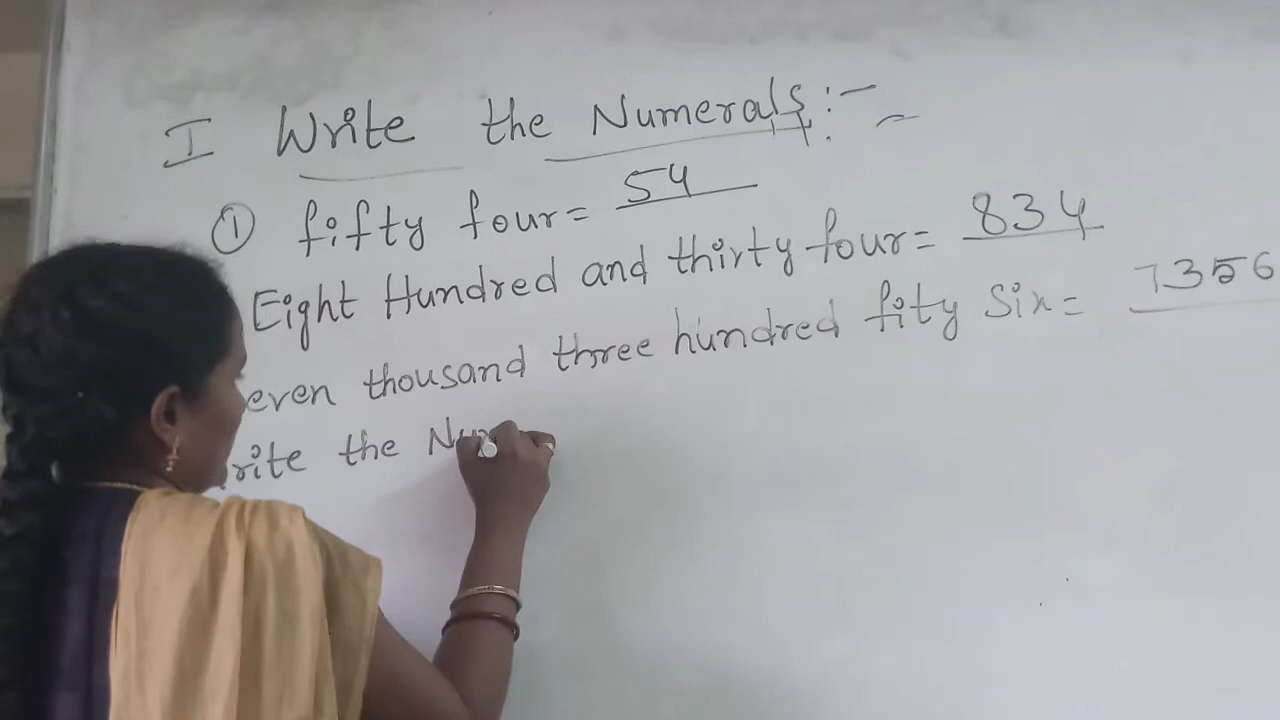 I Write the Numerals:-
① fifty four= 54
Eight Hundred and thirty four= 834
even thousand three hundred fity Six= 7356
rite the Nu